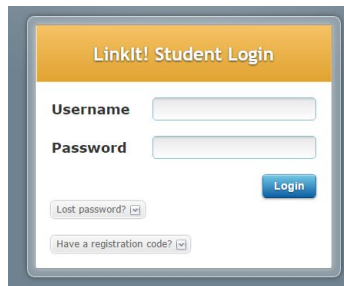 LinkIt! Student Login
Username
Password
Login
Lost password?
Have a registration code?